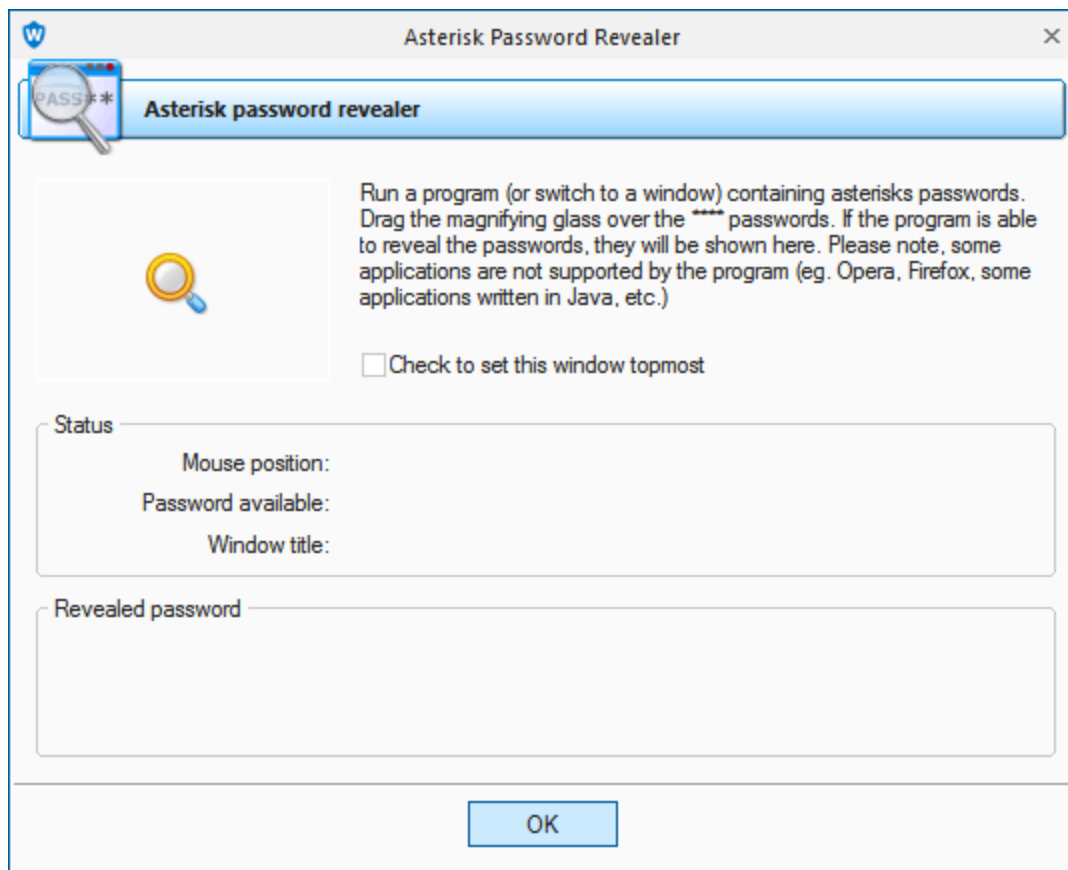 W
Asterisk Password Revealer
PASS**
Asterisk password revealer
Run a program (or switch to a window) containing asterisks passwords.
Drag the magnifying glass over the **** passwords. If the program is able
to reveal the passwords, they will be shown here. Please note, some
applications are not supported by the program (eg. Opera, Firefox, some
applications written in Java, etc.)
Check to set this window topmost
Status
Mouse position:
Password available:
Window title:
Revealed password
OK